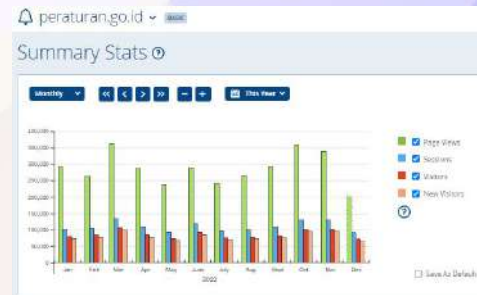 peraturan.go.id BASIC
Summary Stats
Monthly
This Year
400,000
350,000
300,000
250,000
200,000
150,000
100,000
50,000
0
Jan Feb Mar Apr May June July Aug Sept Oct Nov Dec
2022
Page Views
Sessions
Visitors
New Visitors
Save As Default